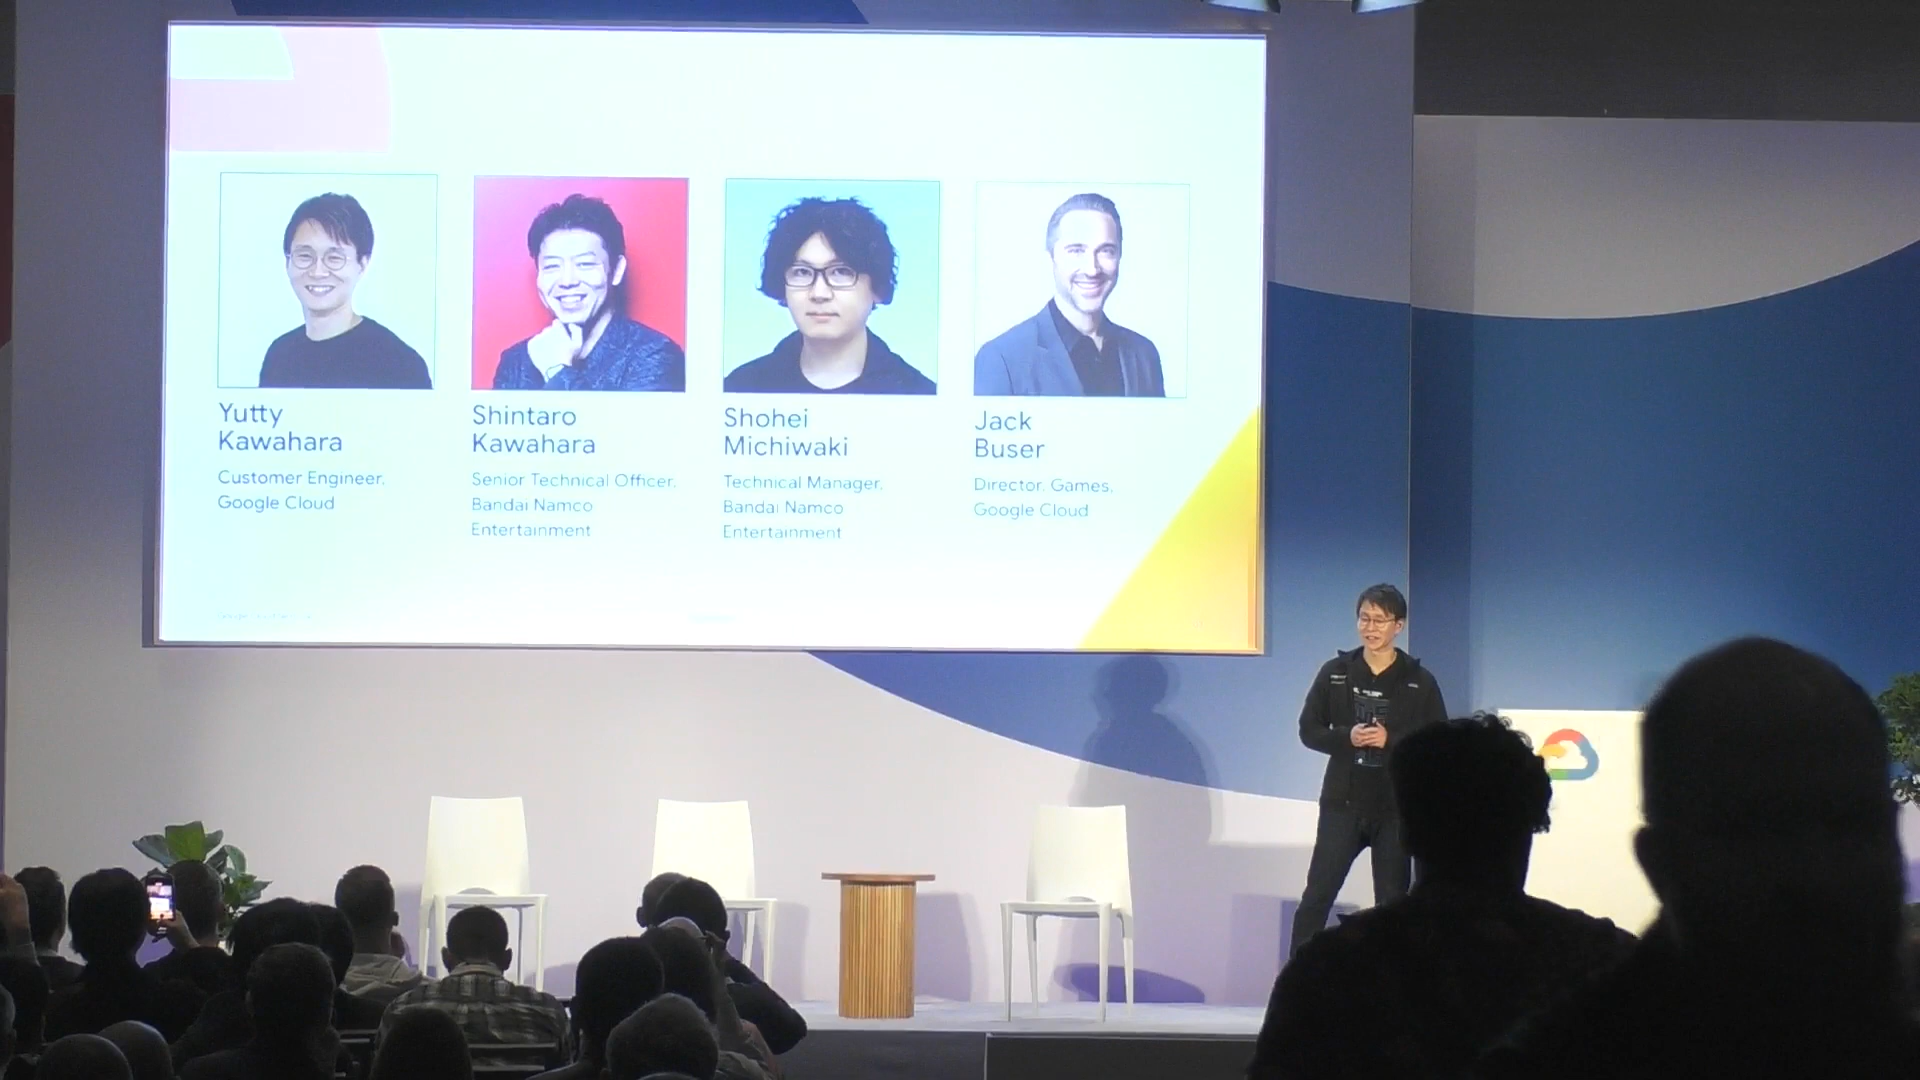 Yutty
Kawahara
Customer Engineer,
Google Cloud
Shintaro
Kawahara
Senior Technical Officer,
Bandai Namco
Entertainment
Shohei
Michiwaki
Technical Manager,
Bandai Namco
Entertainment
Jack
Buser
Director, Games,
Google Cloud